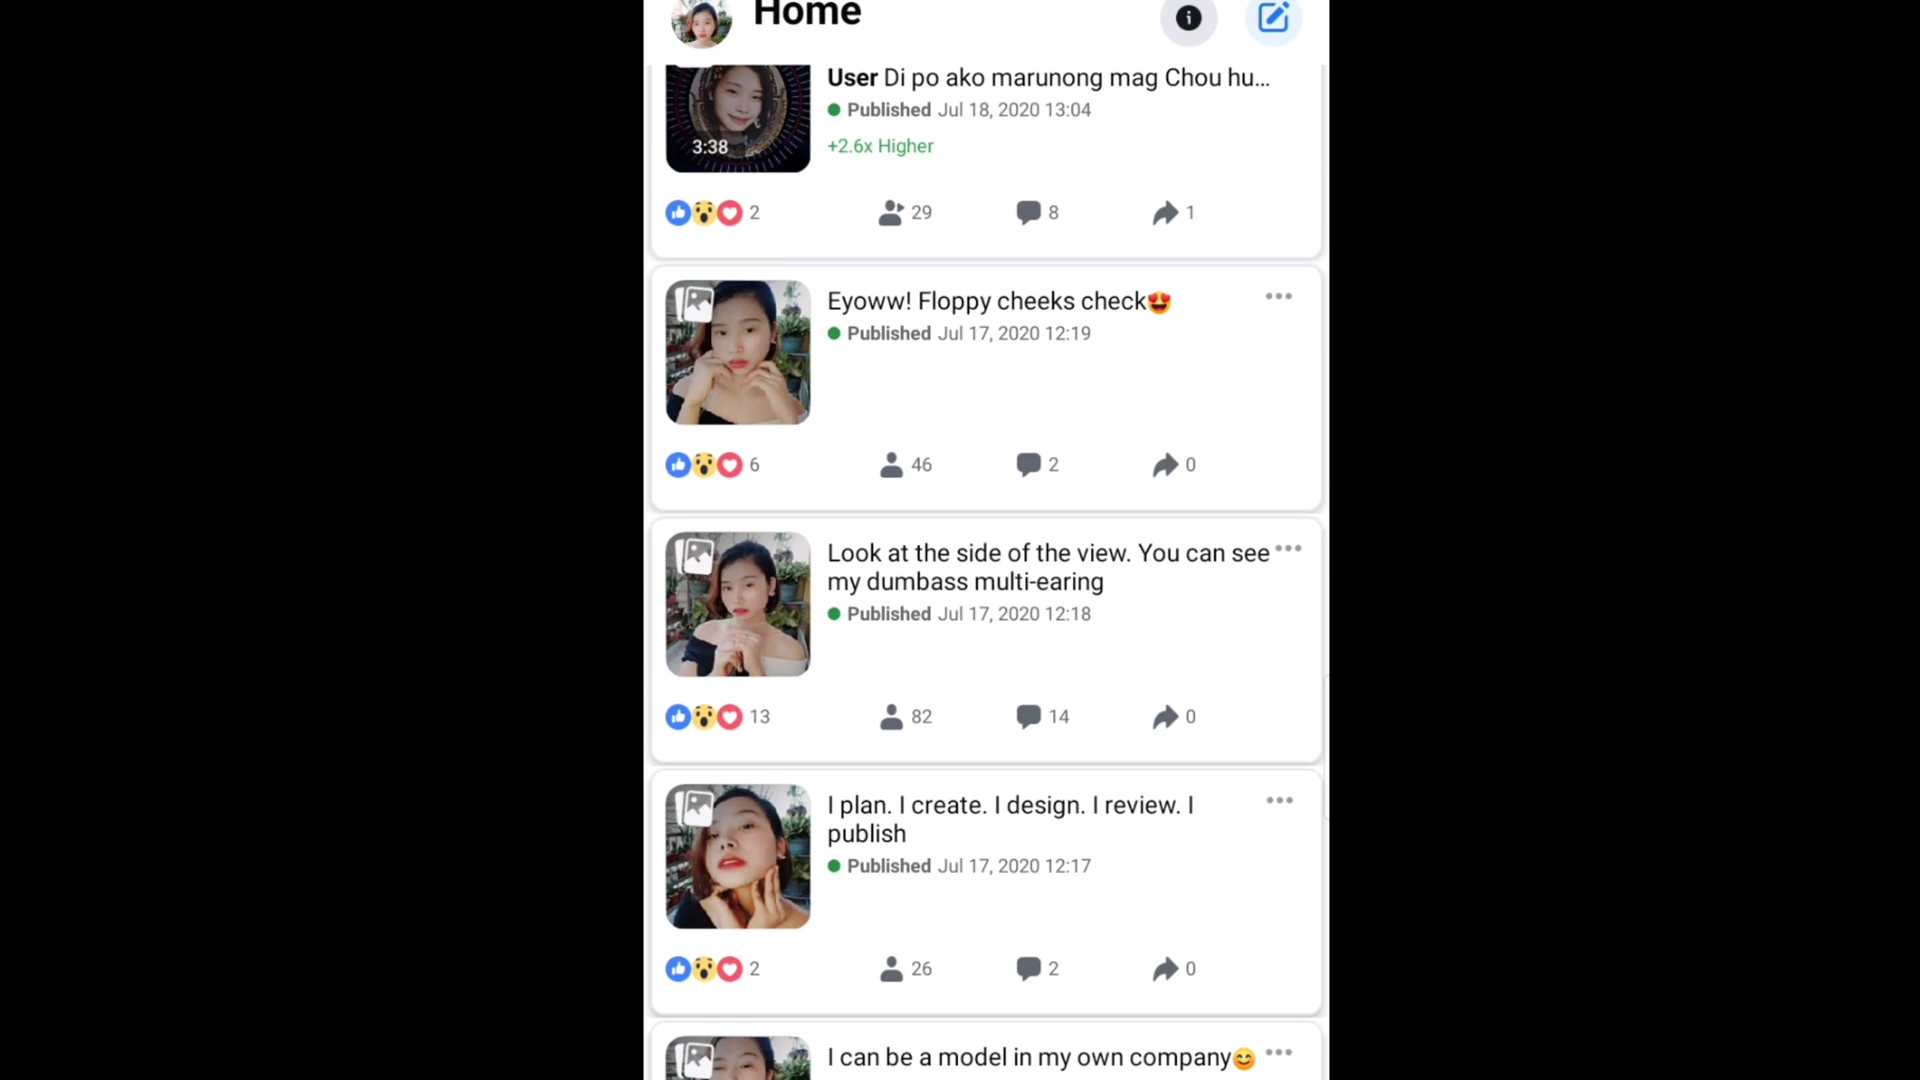 Home
User Di po ako marunong mag Chou hu...
Published Jul 18, 2020 13:04
+2.6x Higher
3:38
2 29 8 1
Eyoww! Floppy cheeks check😍
Published Jul 17, 2020 12:19
6 46 2 0
Look at the side of the view. You can see
my dumbass multi-earing
Published Jul 17, 2020 12:18
13 82 14 0
I plan. I create. I design. I review. I
publish
Published Jul 17, 2020 12:17
2 26 2 0
I can be a model in my own company😊